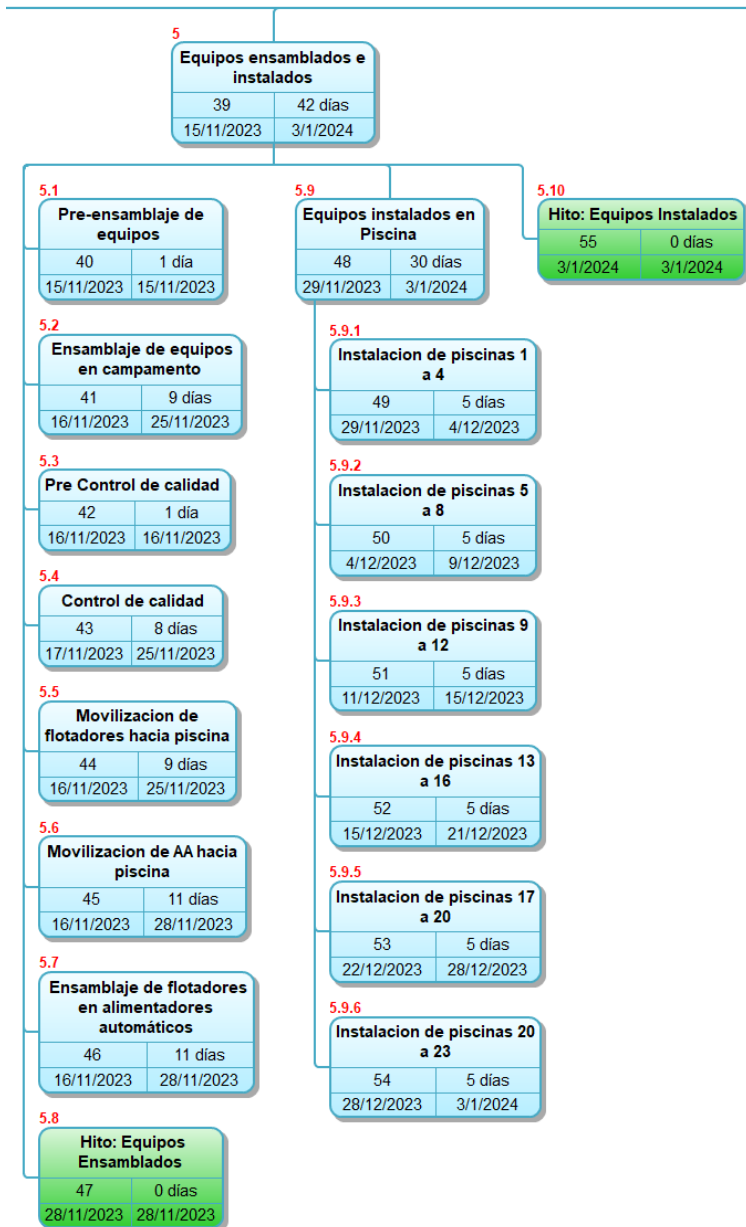 5
Equipos ensamblados e
instalados
39 42 días
15/11/2023 3/1/2024
5.1
Pre-ensamblaje de
equipos
40 1 día
15/11/2023 15/11/2023
5.2
Ensamblaje de equipos
en campamento
41 9 días
16/11/2023 25/11/2023
5.3
Pre Control de calidad
42 1 día
16/11/2023 16/11/2023
5.4
Control de calidad
43 8 días
17/11/2023 25/11/2023
5.5
Movilizacion de
flotadores hacia piscina
44 9 días
16/11/2023 25/11/2023
5.6
Movilizacion de AA hacia
piscina
45 11 días
16/11/2023 28/11/2023
5.7
Ensamblaje de flotadores
en alimentadores
automáticos
46 11 días
16/11/2023 28/11/2023
5.8
Hito: Equipos
Ensamblados
47 0 días
28/11/2023 28/11/2023
5.9
Equipos instalados en
Piscina
48 30 días
29/11/2023 3/1/2024
5.9.1
Instalacion de piscinas 1
a 4
49 5 días
29/11/2023 4/12/2023
5.9.2
Instalacion de piscinas 5
a 8
50 5 días
4/12/2023 9/12/2023
5.9.3
Instalacion de piscinas 9
a 12
51 5 días
11/12/2023 15/12/2023
5.9.4
Instalacion de piscinas 13
a 16
52 5 días
15/12/2023 21/12/2023
5.9.5
Instalacion de piscinas 17
a 20
53 5 días
22/12/2023 28/12/2023
5.9.6
Instalacion de piscinas 20
a 23
54 5 días
28/12/2023 3/1/2024
5.10
Hito: Equipos Instalados
55 0 días
3/1/2024 3/1/2024